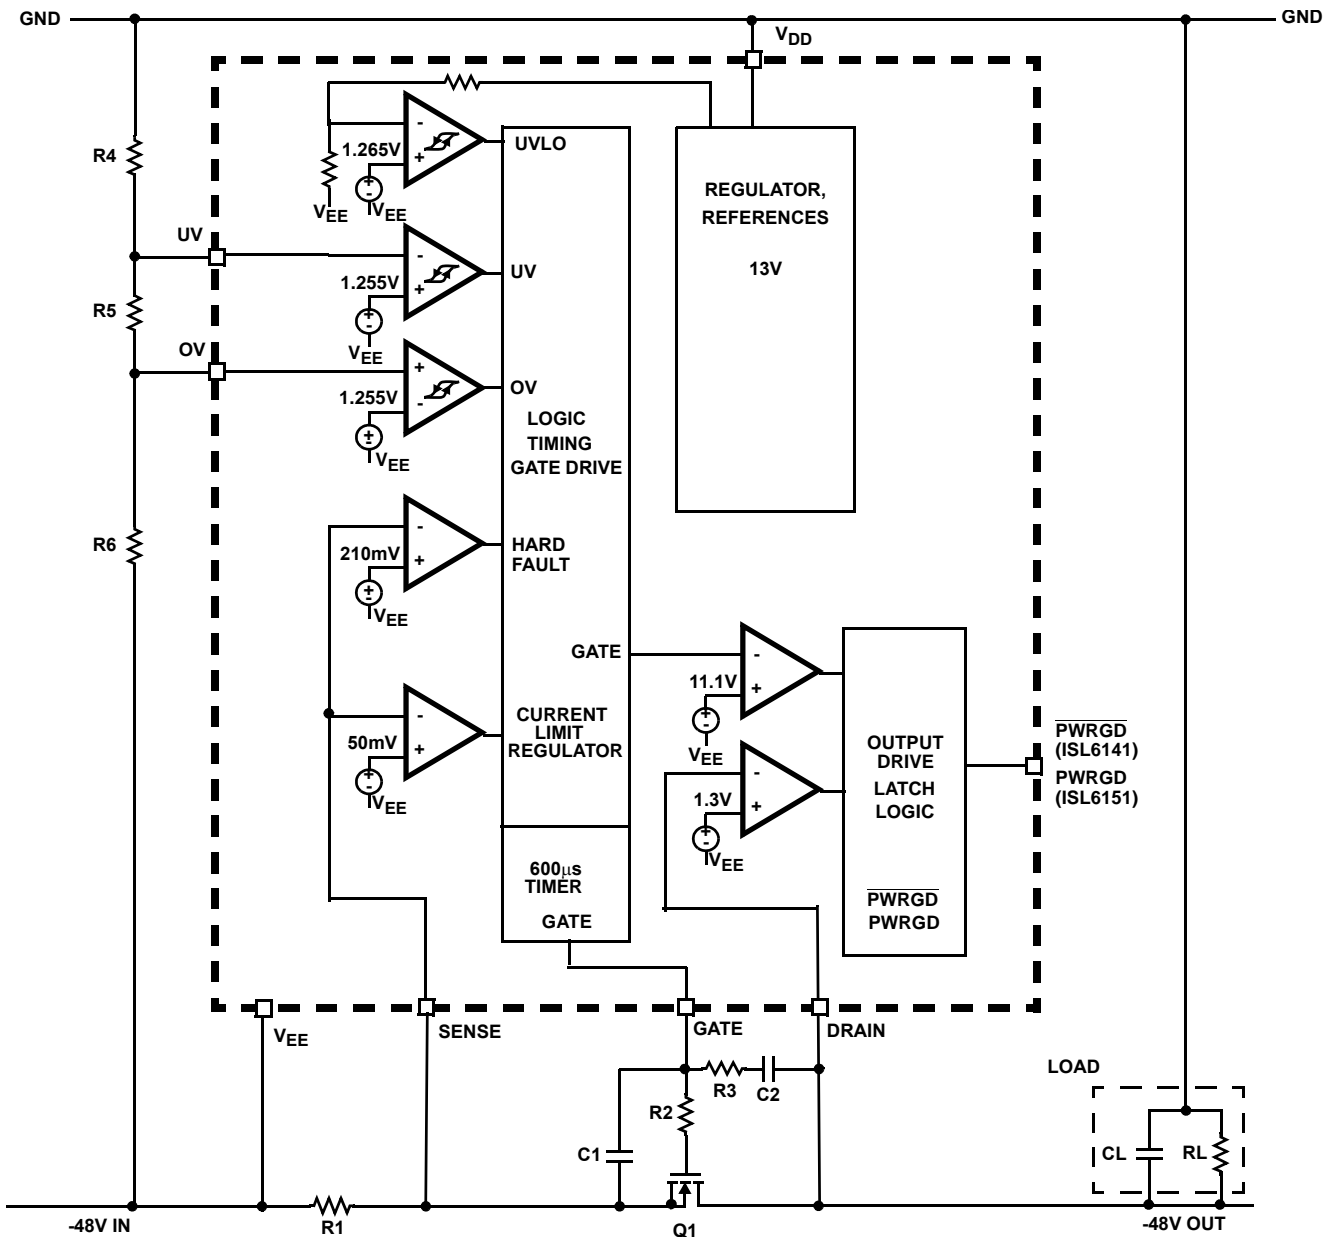 GND
GND
VDD
R4
1.265V
-
+
+
-
VEE
VEE
UVLO
REGULATOR,
REFERENCES
13V
UV
-
1.255V
+
+
-
VEE
UV
R5
OV
+
1.255V
-
+
-
VEE
OV
LOGIC
TIMING
GATE DRIVE
R6
-
210mV
+
+
-
VEE
HARD
FAULT
GATE
-
11.1V
+
+
-
VEE
-
50mV
+
+
-
VEE
CURRENT
LIMIT
REGULATOR
-
1.3V
+
+
-
VEE
OUTPUT
DRIVE
LATCH
LOGIC
PWRGD
PWRGD
PWRGD
(ISL6141)
PWRGD
(ISL6151)
600µs
TIMER
GATE
VEE
SENSE
GATE
DRAIN
LOAD
R3
C2
R2
C1
CL
RL
-48V IN
R1
Q1
-48V OUT